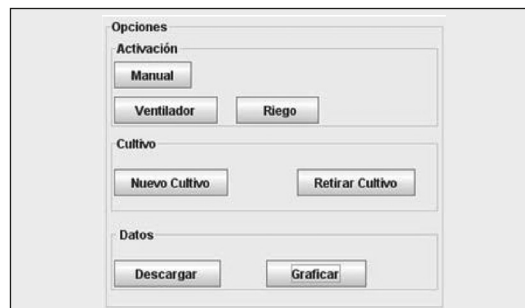 Opciones
Activación
Manual
Ventilador Riego
Cultivo
Nuevo Cultivo Retirar Cultivo
Datos
Descargar Graficar